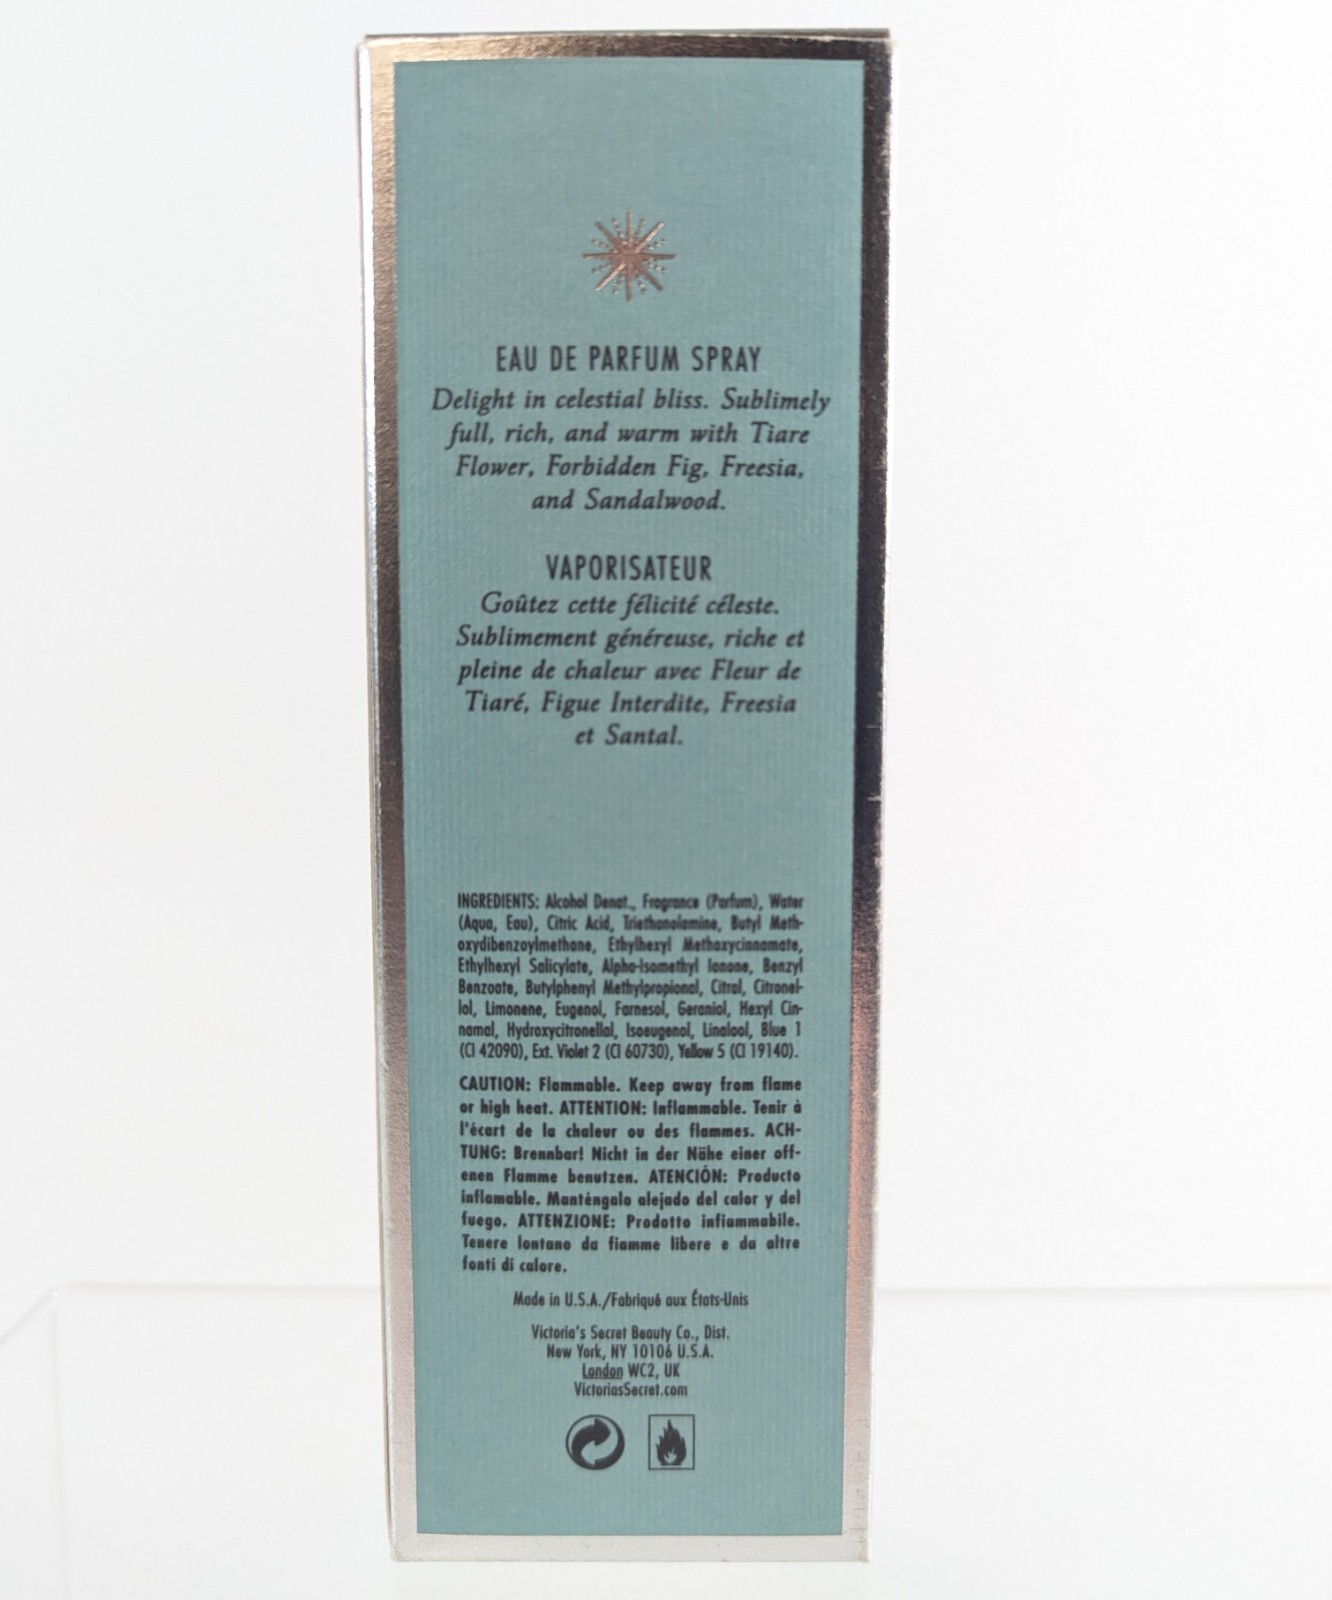 EAU DE PARFUM SPRAY
Delight in celestial bliss. Sublimely
full, rich, and warm with Tiare
Flower, Forbidden Fig, Freesia,
and Sandalwood.
VAPORISATEUR
Goûtez cette félicité céleste.
Sublimement généreuse, riche et
pleine de chaleur avec Fleur de
Tiaré, Figue Interdite, Freesia
et Santal.
INGREDIENTS: Alcohol Denat., Fragrance (Parfum), Water
(Aqua, Eau), Citric Acid, Triethanolamine, Butyl Meth-
oxydibenzoylmethane, Ethylhexyl Methoxycinnamate,
Ethylhexyl Salicylate, Alpha-Isomethyl Ionone, Benzyl
Benzoate, Butylphenyl Methylpropional, Citral, Citronel-
lol, Limonene, Eugenol, Farnesol, Geraniol, Hexyl Cin-
namal, Hydroxycitronellal, Isoeugenol, Linalool, Blue 1
(CI 42090), Ext. Violet 2 (CI 60730), Yellow 5 (CI 19140).
CAUTION: Flammable. Keep away from flame
or high heat. ATTENTION: Inflammable. Tenir à
l'écart de la chaleur ou des flammes. ACH-
TUNG: Brennbar! Nicht in der Nähe einer off-
enen Flamme benutzen. ATENCIÓN: Producto
inflamable. Manténgalo alejado del calor y del
fuego. ATTENZIONE: Prodotto infiammabile.
Tenere lontano da fiamme libere e da altre
fonti di calore.
Made in U.S.A./Fabriqué aux États-Unis
Victoria's Secret Beauty Co., Dist.
New York, NY 10106 U.S.A.
London WC2, UK
VictoriasSecret.com